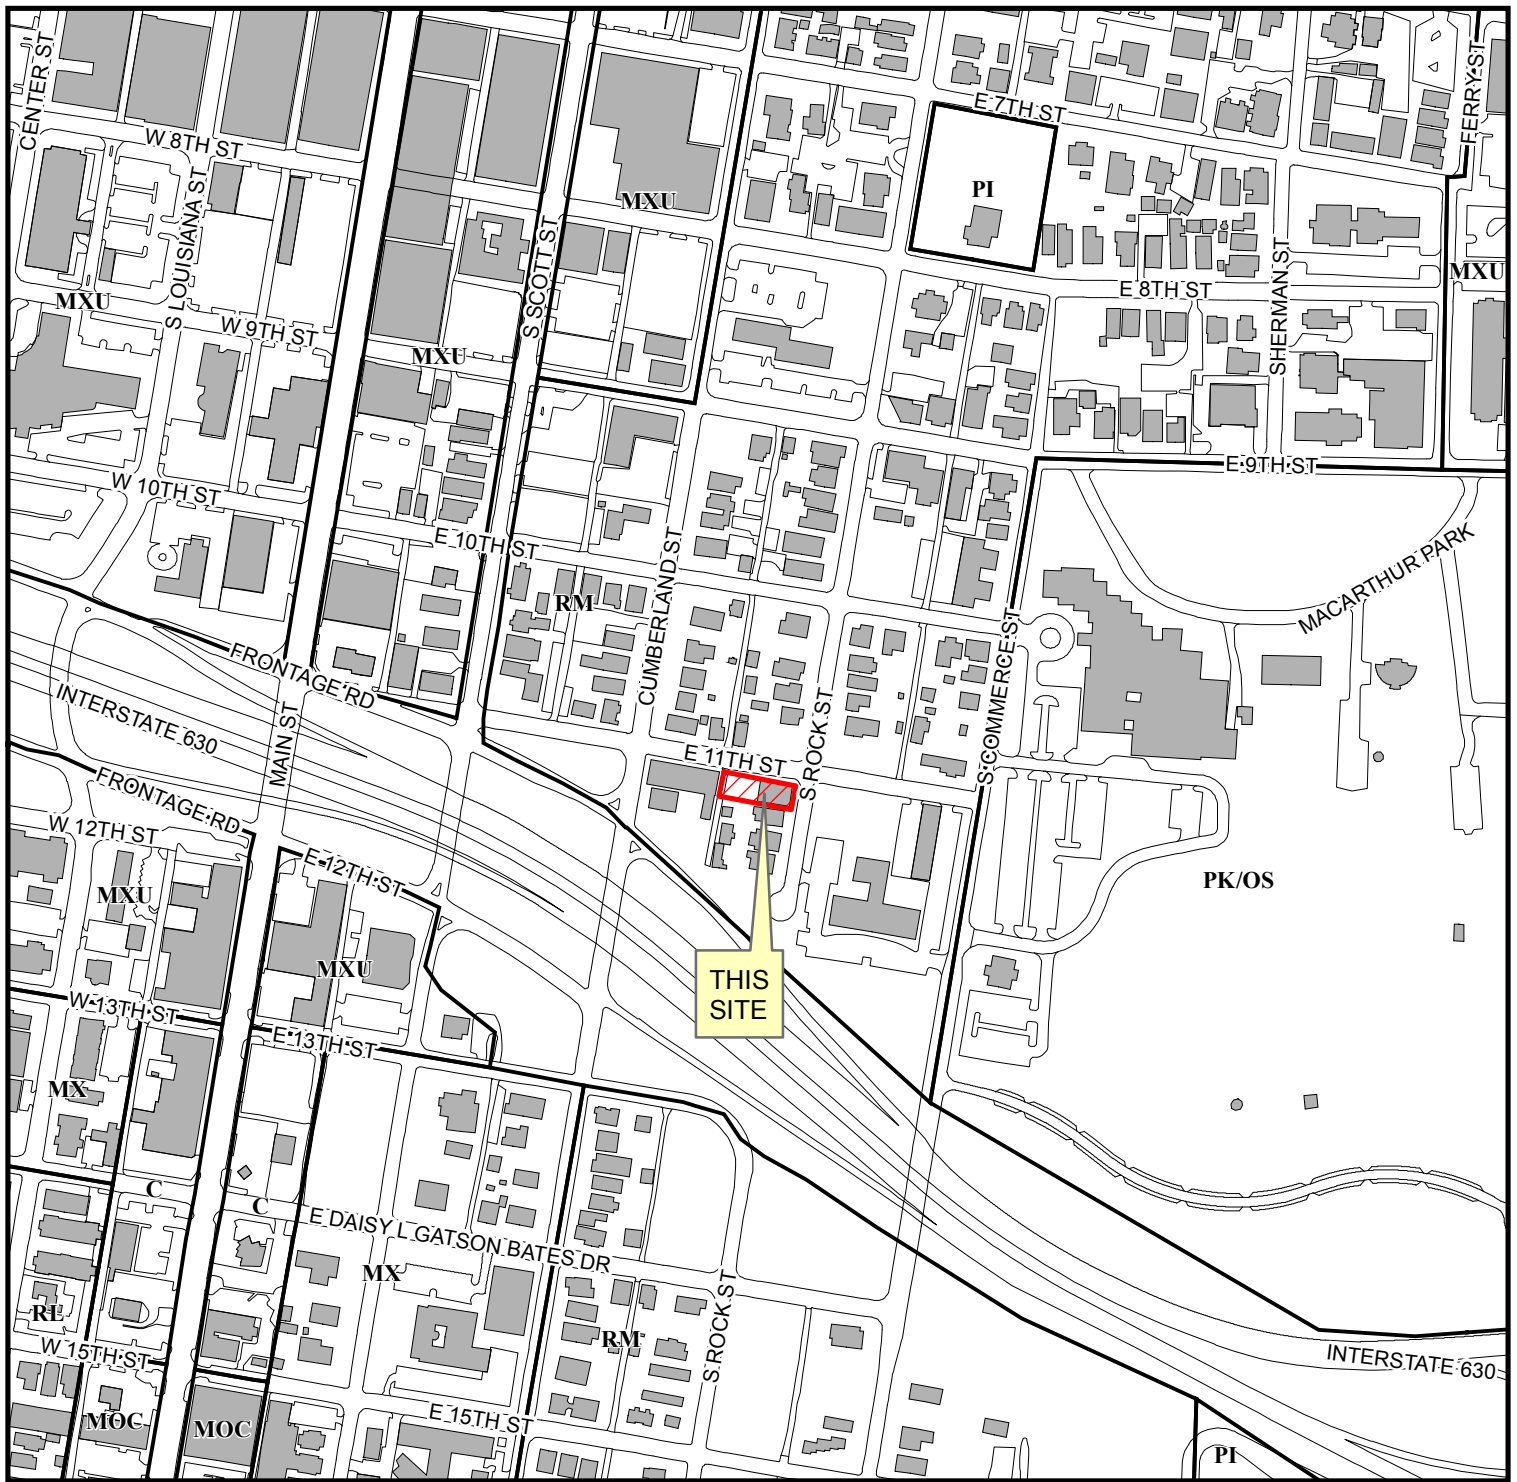 CENTER ST
W 8TH ST
S LOUISIANA ST
MXU
E 7TH ST
FERRY ST
PI
MXU
W 9TH ST
S SCOTT ST
MXU
E 8TH ST
SHERMAN ST
MXU
E 9TH ST
W 10TH ST
E 10TH ST
CUMBERLAND ST
RM
MACARTHUR PARK
S COMMERCE ST
FRONTAGE RD
INTERSTATE 630
MAIN ST
E 11TH ST
S ROCK ST
FRONTAGE RD
W 12TH ST
E 12TH ST
MXU
PK/OS
MXU
THIS
SITE
W 13TH ST
E 13TH ST
MX
C
C
E DAISY L GATSON BATES DR
MX
RL
RM
S ROCK ST
W 15TH ST
INTERSTATE 630
MOC
MOC
E 15TH ST
PI